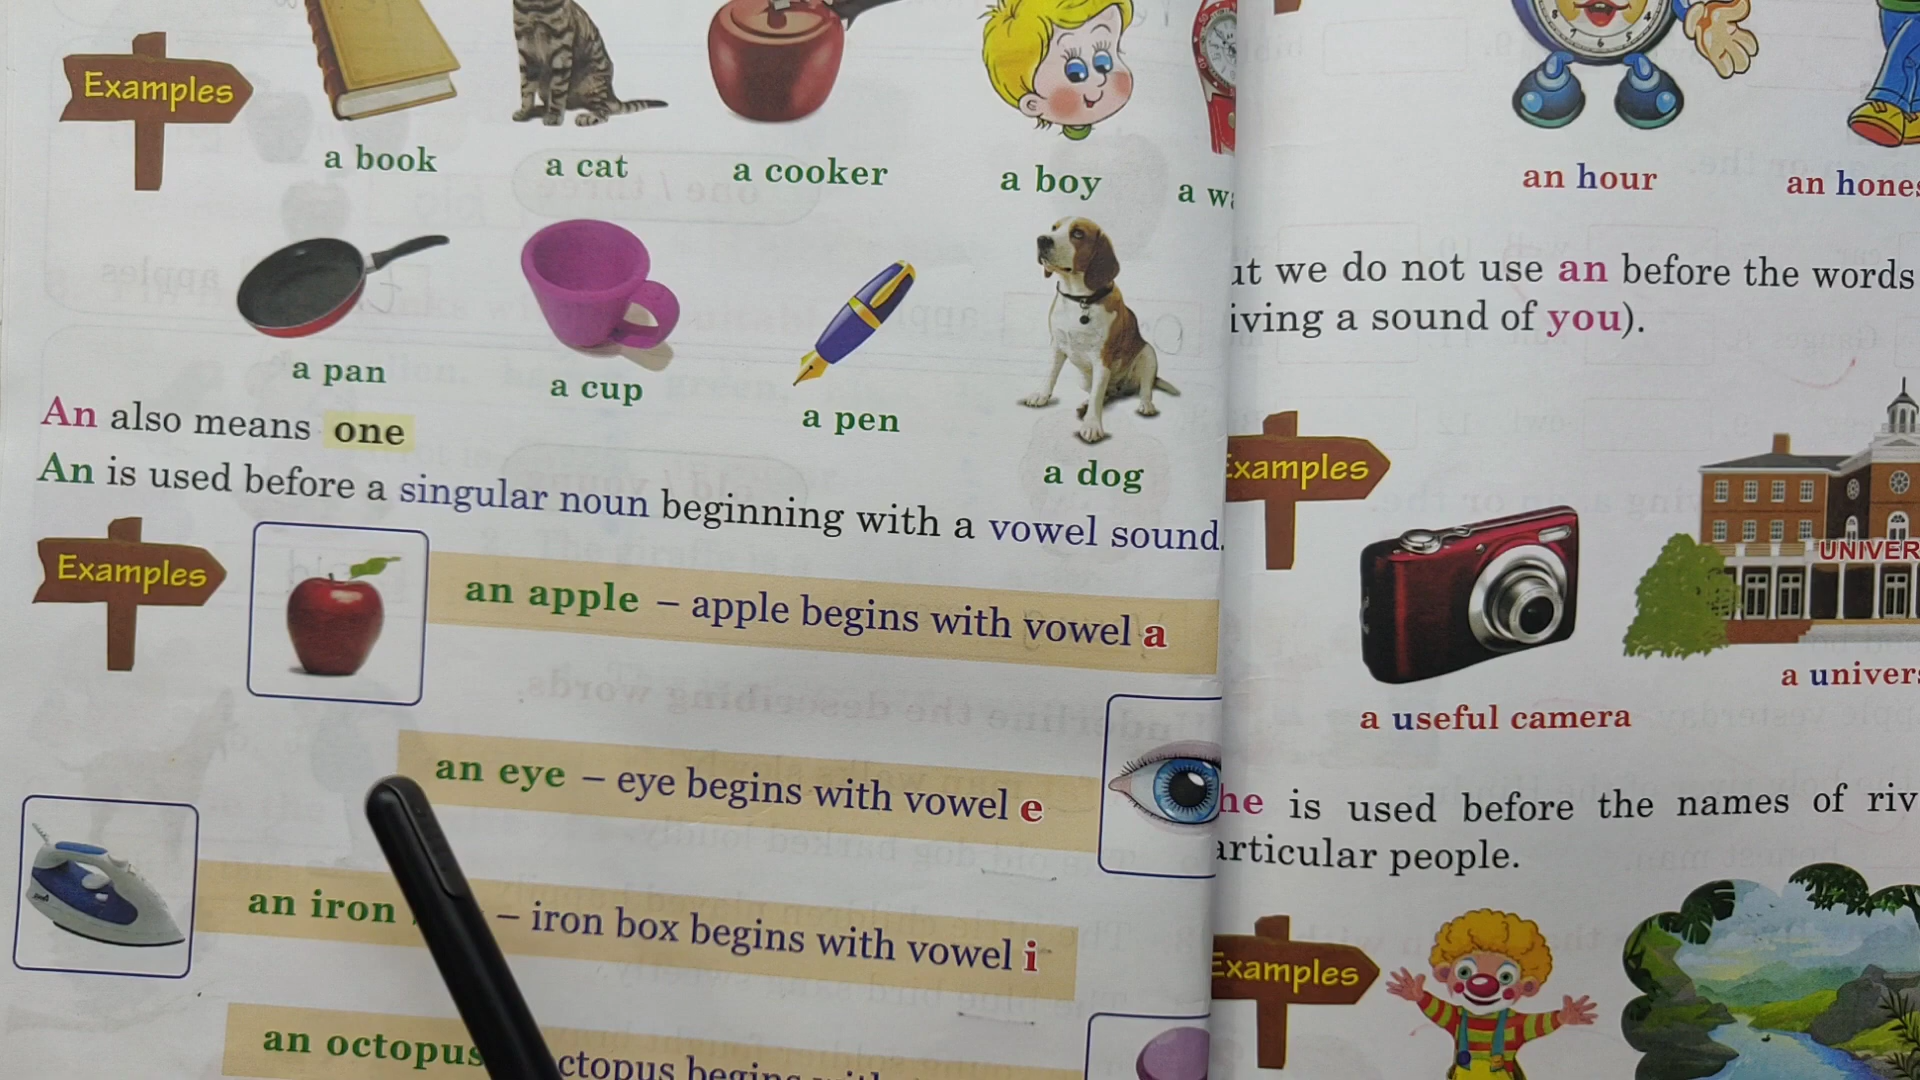 Examples
a book
a cat
a cooker
a boy
a
a pan
a cup
a pen
a dog
An also means one
An is used before a singular noun beginning with a vowel sound.
Examples
an apple – apple begins with vowel a
an eye – eye begins with vowel e
an iron – iron box begins with vowel i
an octopus begins
an hour
an
we do not use an before the words
a sound of you).
Examples
UNIVER
a useful camera
a
is used before the names of
people.
Examples